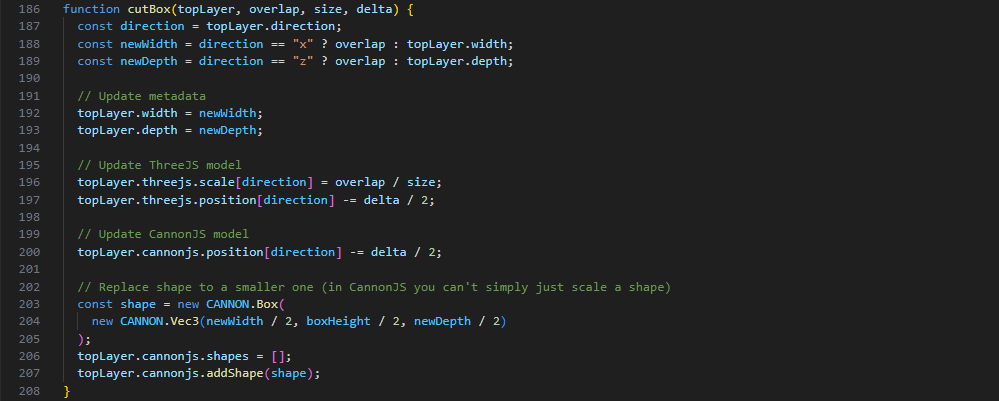 186 function cutBox(topLayer, overlap, size, delta) {
187   const direction = topLayer.direction;
188   const newWidth = direction == "x" ? overlap : topLayer.width;
189   const newDepth = direction == "z" ? overlap : topLayer.depth;
190
191   // Update metadata
192   topLayer.width = newWidth;
193   topLayer.depth = newDepth;
194
195   // Update ThreeJS model
196   topLayer.threejs.scale[direction] = overlap / size;
197   topLayer.threejs.position[direction] -= delta / 2;
198
199   // Update CannonJS model
200   topLayer.cannonjs.position[direction] -= delta / 2;
201
202   // Replace shape to a smaller one (in CannonJS you can't simply just scale a shape)
203   const shape = new CANNON.Box(
204     new CANNON.Vec3(newWidth / 2, boxHeight / 2, newDepth / 2)
205   );
206   topLayer.cannonjs.shapes = [];
207   topLayer.cannonjs.addShape(shape);
208 }